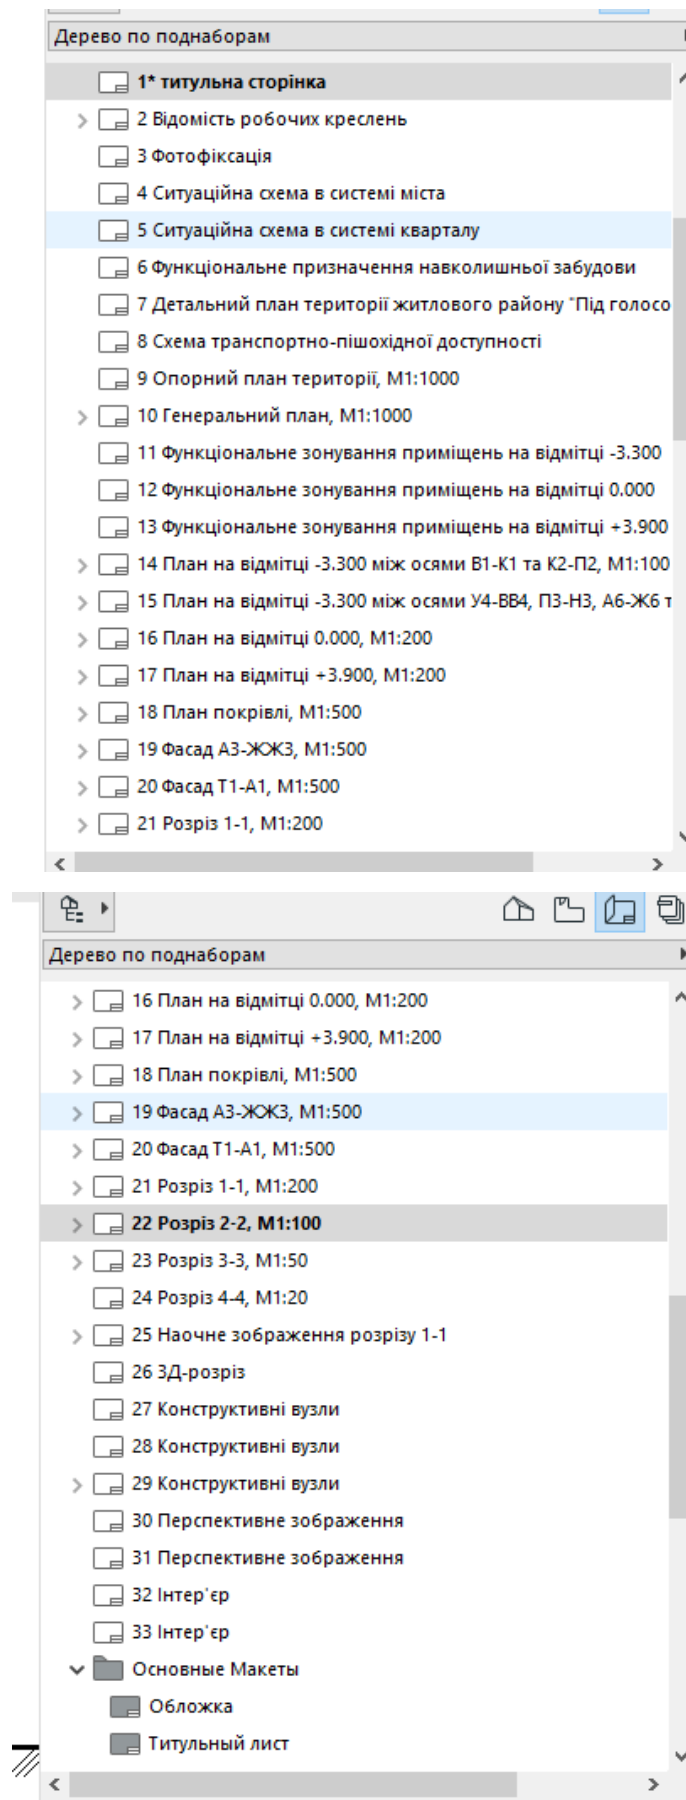 Дерево по поднаборам
1* титульна сторінка
2 Відомість робочих креслень
3 Фотофіксація
4 Ситуаційна схема в системі міста
5 Ситуаційна схема в системі кварталу
6 Функціональне призначення навколишньої забудови
7 Детальний план території житлового району "Під голосо
8 Схема транспортно-пішохідної доступності
9 Опорний план території, М1:1000
10 Генеральний план, М1:1000
11 Функціональне зонування приміщень на відмітці -3.300
12 Функціональне зонування приміщень на відмітці 0.000
13 Функціональне зонування приміщень на відмітці +3.900
14 План на відмітці -3.300 між осями В1-К1 та К2-П2, М1:100
15 План на відмітці -3.300 між осями У4-ВВ4, П3-Н3, А6-Ж6 т
16 План на відмітці 0.000, М1:200
17 План на відмітці +3.900, М1:200
18 План покрівлі, М1:500
19 Фасад А3-ЖЖ3, М1:500
20 Фасад Т1-А1, М1:500
21 Розріз 1-1, М1:200
Дерево по поднаборам
16 План на відмітці 0.000, М1:200
17 План на відмітці +3.900, М1:200
18 План покрівлі, М1:500
19 Фасад А3-ЖЖ3, М1:500
20 Фасад Т1-А1, М1:500
21 Розріз 1-1, М1:200
22 Розріз 2-2, М1:100
23 Розріз 3-3, М1:50
24 Розріз 4-4, М1:20
25 Наочне зображення розрізу 1-1
26 3Д-розріз
27 Конструктивні вузли
28 Конструктивні вузли
29 Конструктивні вузли
30 Перспективне зображення
31 Перспективне зображення
32 Інтер'єр
33 Інтер'єр
Основные Макеты
Обложка
Титульный лист